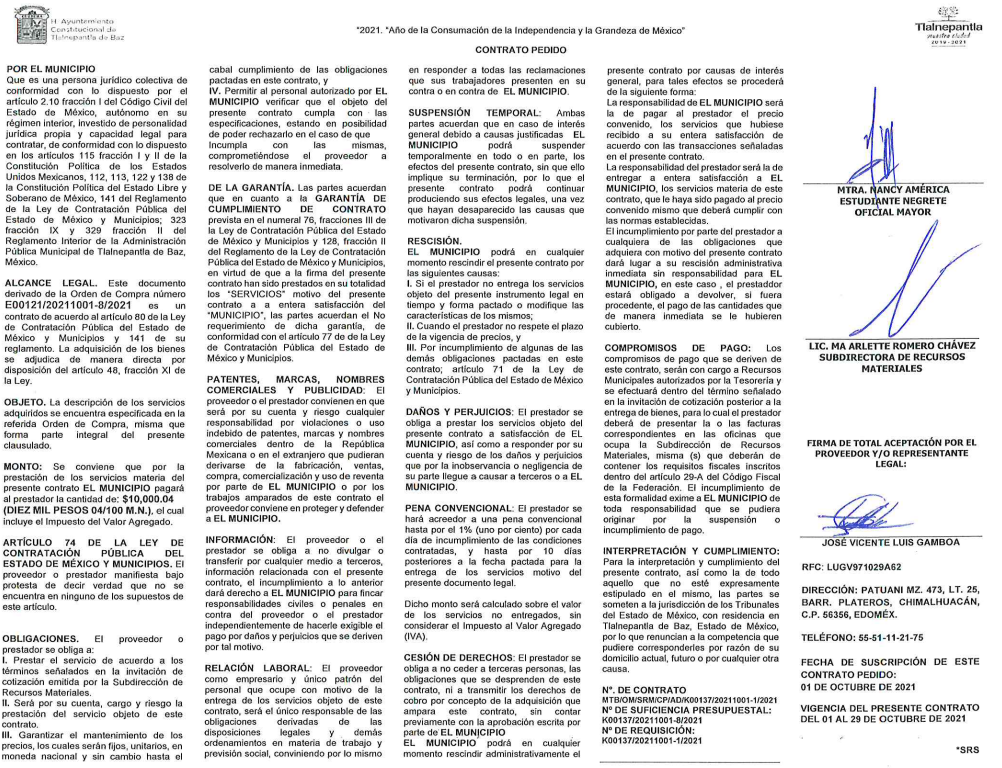 H. Ayuntamiento
Constitucional de
Tlalnepantla de Baz
"2021. "Año de la Consumación de la Independencia y la Grandeza de México"
CONTRATO PEDIDO
Tlalnepantla
nuestra ciudad
2019 - 2021
POR EL MUNICIPIO
Que es una persona jurídico colectiva de
conformidad con lo dispuesto por el
artículo 2.10 fracción I del Código Civil del
Estado de México, autónomo en su
régimen interior, investido de personalidad
jurídica propia y capacidad legal para
contratar, de conformidad con lo dispuesto
en los artículos 115 fracción I y II de la
Constitución Política de los Estados
Unidos Mexicanos, 112, 113, 122 y 138 de
la Constitución Política del Estado Libre y
Soberano de México, 141 del Reglamento
de la Ley de Contratación Pública del
Estado de México y Municipios; 323
fracción IX y 329 fracción II del
Reglamento Interior de la Administración
Pública Municipal de Tlalnepantla de Baz,
México.
ALCANCE LEGAL. Este documento
derivado de la Orden de Compra número
E00121/20211001-8/2021 es un
contrato de acuerdo al artículo 80 de la Ley
de Contratación Pública del Estado de
México y Municipios y 141 de su
reglamento. La adquisición de los bienes
se adjudica de manera directa por
disposición del artículo 48, fracción XI de
la Ley.
OBJETO. La descripción de los servicios
adquiridos se encuentra especificada en la
referida Orden de Compra, misma que
forma parte integral del presente
clausulado.
MONTO: Se conviene que por la
prestación de los servicios materia del
presente contrato EL MUNICIPIO pagará
al prestador la cantidad de: $10,000.04
(DIEZ MIL PESOS 04/100 M.N.), el cual
incluye el Impuesto del Valor Agregado.
ARTÍCULO 74 DE LA LEY DE
CONTRATACIÓN PÚBLICA DEL
ESTADO DE MÉXICO Y MUNICIPIOS. El
proveedor o prestador manifiesta bajo
protesta de decir verdad que no se
encuentra en ninguno de los supuestos de
este artículo.
OBLIGACIONES. El proveedor o
prestador se obliga a:
I. Prestar el servicio de acuerdo a los
términos señalados en la invitación de
cotización emitida por la Subdirección de
Recursos Materiales.
II. Será por su cuenta, cargo y riesgo la
prestación del servicio objeto de este
contrato.
III. Garantizar el mantenimiento de los
precios, los cuales serán fijos, unitarios, en
moneda nacional y sin cambio hasta el
cabal cumplimiento de las obligaciones
pactadas en este contrato, y
IV. Permitir al personal autorizado por EL
MUNICIPIO verificar que el objeto del
presente contrato cumpla con las
especificaciones, estando en posibilidad
de poder rechazarlo en el caso de que
Incumpla con las mismas,
comprometiéndose el proveedor a
resolverlo de manera inmediata.
DE LA GARANTÍA. Las partes acuerdan
que en cuanto a la GARANTÍA DE
CUMPLIMIENTO DE CONTRATO
prevista en el numeral 76, fracciones III de
la Ley de Contratación Pública del Estado
de México y Municipios y 128, fracción II
del Reglamento de la Ley de Contratación
Pública del Estado de México y Municipios,
en virtud de que a la firma del presente
contrato han sido prestados en su totalidad
los "SERVICIOS" motivo del presente
contrato a a entera satisfacción del
"MUNICIPIO", las partes acuerdan el No
requerimiento de dicha garantía, de
conformidad con el artículo 77 de de la Ley
de Contratación Pública del Estado de
México y Municipios.
PATENTES, MARCAS, NOMBRES
COMERCIALES Y PUBLICIDAD: El
proveedor o el prestador convienen en que
será por su cuenta y riesgo cualquier
responsabilidad por violaciones o uso
indebido de patentes, marcas y nombres
comerciales dentro de la República
Mexicana o en el extranjero que pudieran
derivarse de la fabricación, ventas,
compra, comercialización y uso de reventa
por parte de EL MUNICIPIO o por los
trabajos amparados de este contrato el
proveedor conviene en proteger y defender
a EL MUNICIPIO.
INFORMACIÓN: El proveedor o el
prestador se obliga a no divulgar o
transferir por cualquier medio a terceros,
información relacionada con el presente
contrato, el incumplimiento a lo anterior
dará derecho a EL MUNICIPIO para fincar
responsabilidades civiles o penales en
contra del proveedor o el prestador
independientemente de hacerle exigible el
pago por daños y perjuicios que se deriven
por tal motivo.
RELACIÓN LABORAL: El proveedor
como empresario y único patrón del
personal que ocupe con motivo de la
entrega de los servicios objeto de este
contrato, será el único responsable de las
obligaciones derivadas de las
disposiciones legales y demás
ordenamientos en materia de trabajo y
previsión social, conviniendo por lo mismo
en responder a todas las reclamaciones
que sus trabajadores presenten en su
contra o en contra de EL MUNICIPIO.
SUSPENSIÓN TEMPORAL: Ambas
partes acuerdan que en caso de interés
general debido a causas justificadas EL
MUNICIPIO podrá suspender
temporalmente en todo o en parte, los
efectos del presente contrato, sin que ello
implique su terminación, por lo que el
presente contrato podrá continuar
produciendo sus efectos legales, una vez
que hayan desaparecido las causas que
motivaron dicha suspensión.
RESCISIÓN.
EL MUNICIPIO podrá en cualquier
momento rescindir el presente contrato por
las siguientes causas:
I. Si el prestador no entrega los servicios
objeto del presente instrumento legal en
tiempo y forma pactado o modifique las
características de los mismos;
II. Cuando el prestador no respete el plazo
de la vigencia de precios, y
III. Por incumplimiento de algunas de las
demás obligaciones pactadas en este
contrato; artículo 71 de la Ley de
Contratación Pública del Estado de México
y Municipios.
DAÑOS Y PERJUICIOS: El prestador se
obliga a prestar los servicios objeto del
presente contrato a satisfacción de EL
MUNICIPIO, así como a responder por su
cuenta y riesgo de los daños y perjuicios
que por la inobservancia o negligencia de
su parte llegue a causar a terceros o a EL
MUNICIPIO.
PENA CONVENCIONAL: El prestador se
hará acreedor a una pena convencional
hasta por el 1% (uno por ciento) por cada
día de incumplimiento de las condiciones
contratadas, y hasta por 10 días
posteriores a la fecha pactada para la
entrega de los servicios motivo del
presente documento legal.
Dicho monto será calculado sobre el valor
de los servicios no entregados, sin
considerar el Impuesto al Valor Agregado
(IVA).
CESIÓN DE DERECHOS: El prestador se
obliga a no ceder a terceras personas, las
obligaciones que se desprenden de este
contrato, ni a transmitir los derechos de
cobro por concepto de la adquisición que
ampara este contrato, sin contar
previamente con la aprobación escrita por
parte de EL MUNICIPIO
EL MUNICIPIO podrá en cualquier
momento rescindir administrativamente el
presente contrato por causas de interés
general, para tales efectos se procederá
de la siguiente forma:
La responsabilidad de EL MUNICIPIO será
la de pagar al prestador el precio
convenido, los servicios que hubiese
recibido a su entera satisfacción de
acuerdo con las transacciones señaladas
en el presente contrato.
La responsabilidad del prestador será la de
entregar a entera satisfacción a EL
MUNICIPIO, los servicios materia de este
contrato, que le haya sido pagado al precio
convenido mismo que deberá cumplir con
las normas establecidas.
El incumplimiento por parte del prestador a
cualquiera de las obligaciones que
adquiera con motivo del presente contrato
dará lugar a su rescisión administrativa
inmediata sin responsabilidad para EL
MUNICIPIO, en este caso , el prestaddor
estará obligado a devolver, si fuera
procedente, el pago de las cantidades que
de manera inmediata se le hubieren
cubierto.
COMPROMISOS DE PAGO: Los
compromisos de pago que se deriven de
este contrato, serán con cargo a Recursos
Municipales autorizados por la Tesorería y
se efectuará dentro del término señalado
en la invitación de cotización posterior a la
entrega de bienes, para lo cual el prestador
deberá de presentar la o las facturas
correspondientes en las oficinas que
ocupa la Subdirección de Recursos
Materiales, misma (s) que deberán de
contener los requisitos fiscales inscritos
dentro del artículo 29-A del Código Fiscal
de la Federación. El incumplimiento de
esta formalidad exime a EL MUNICIPIO de
toda responsabilidad que se pudiera
originar por la suspensión o
incumplimiento de pago.
INTERPRETACIÓN Y CUMPLIMIENTO:
Para la interpretación y cumplimiento del
presente contrato, así como la de todo
aquello que no esté expresamente
estipulado en el mismo, las partes se
someten a la jurisdicción de los Tribunales
del Estado de México, con residencia en
Tlalnepantla de Baz, Estado de México,
por lo que renuncian a la competencia que
pudiere corresponderles por razón de su
domicilio actual, futuro o por cualquier otra
causa.
N°. DE CONTRATO
MTB/OM/SRM/CP/AD/K00137/20211001-1/2021
N° DE SUFICIENCIA PRESUPUESTAL:
K00137/20211001-8/2021
N° DE REQUISICIÓN:
K00137/20211001-1/2021
MTRA. NANCY AMÉRICA
ESTUDIANTE NEGRETE
OFICIAL MAYOR
LIC. MA ARLETTE ROMERO CHÁVEZ
SUBDIRECTORA DE RECURSOS
MATERIALES
FIRMA DE TOTAL ACEPTACIÓN POR EL
PROVEEDOR Y/O REPRESENTANTE
LEGAL:
JOSÉ VICENTE LUIS GAMBOA
RFC: LUGV971029A62
DIRECCIÓN: PATUANI MZ. 473, LT. 25,
BARR. PLATEROS, CHIMALHUACÁN,
C.P. 56356, EDOMÉX.
TELÉFONO: 55-51-11-21-75
FECHA DE SUSCRIPCIÓN DE ESTE
CONTRATO PEDIDO:
01 DE OCTUBRE DE 2021
VIGENCIA DEL PRESENTE CONTRATO
DEL 01 AL 29 DE OCTUBRE DE 2021
*SRS